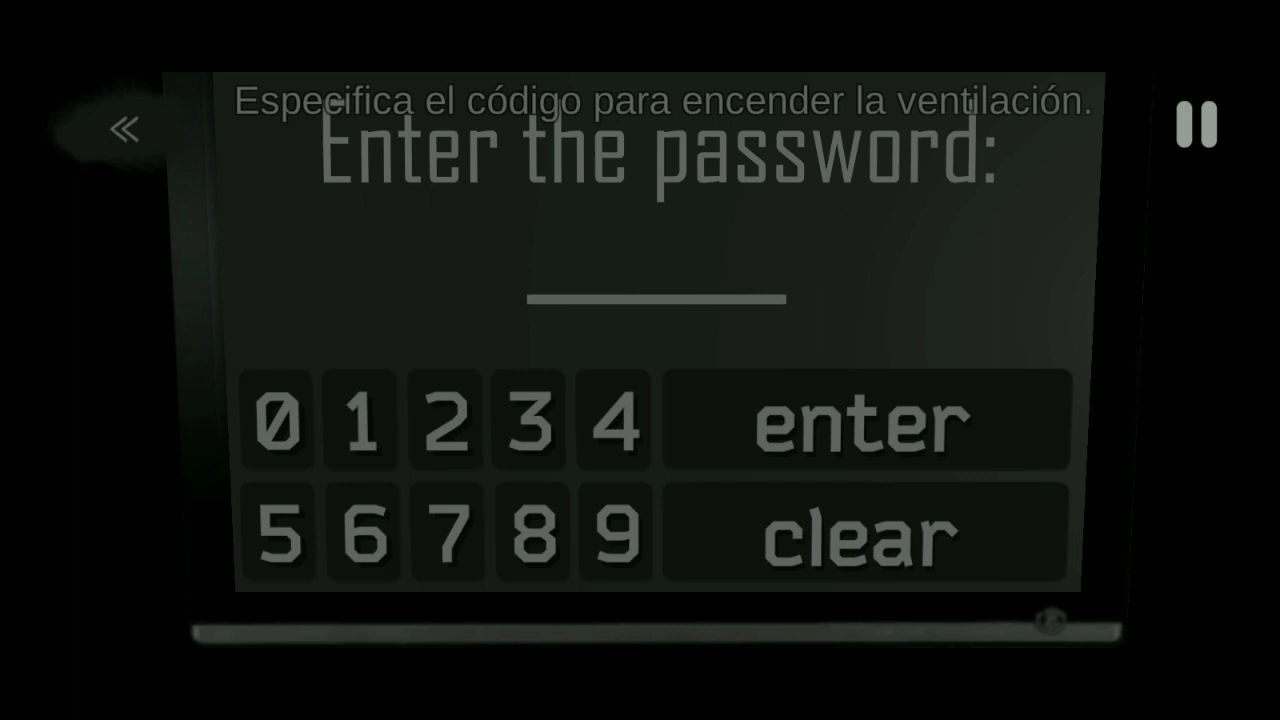 Especifica el código para encender la ventilación.
Enter the password:
0 1 2 3 4 enter
5 6 7 8 9 clear